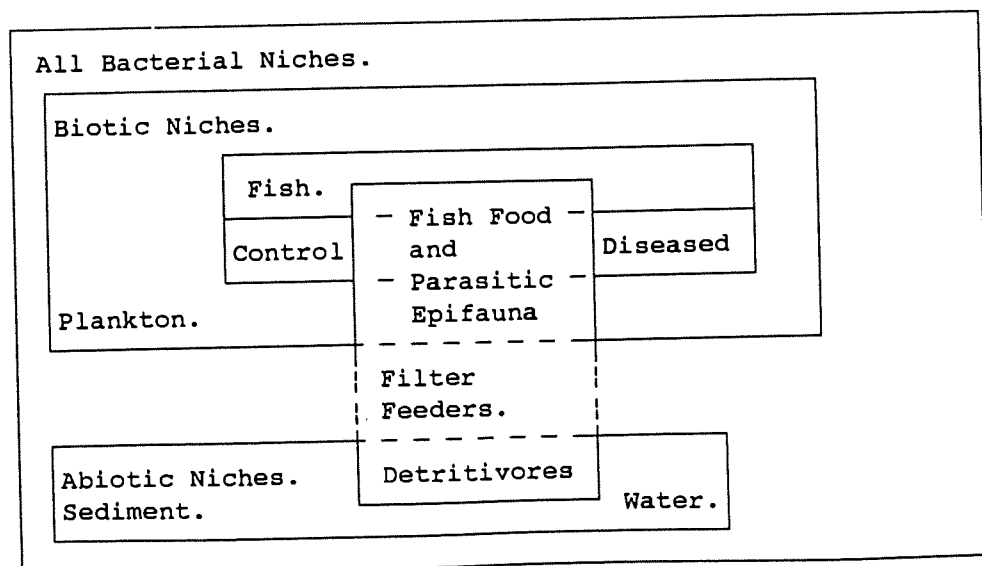 All Bacterial Niches.
Biotic Niches.
Fish.
Control
Fish Food
and
Parasitic
Epifauna
Diseased
Plankton.
Filter
Feeders.
Detritivores
Abiotic Niches.
Sediment.
Water.